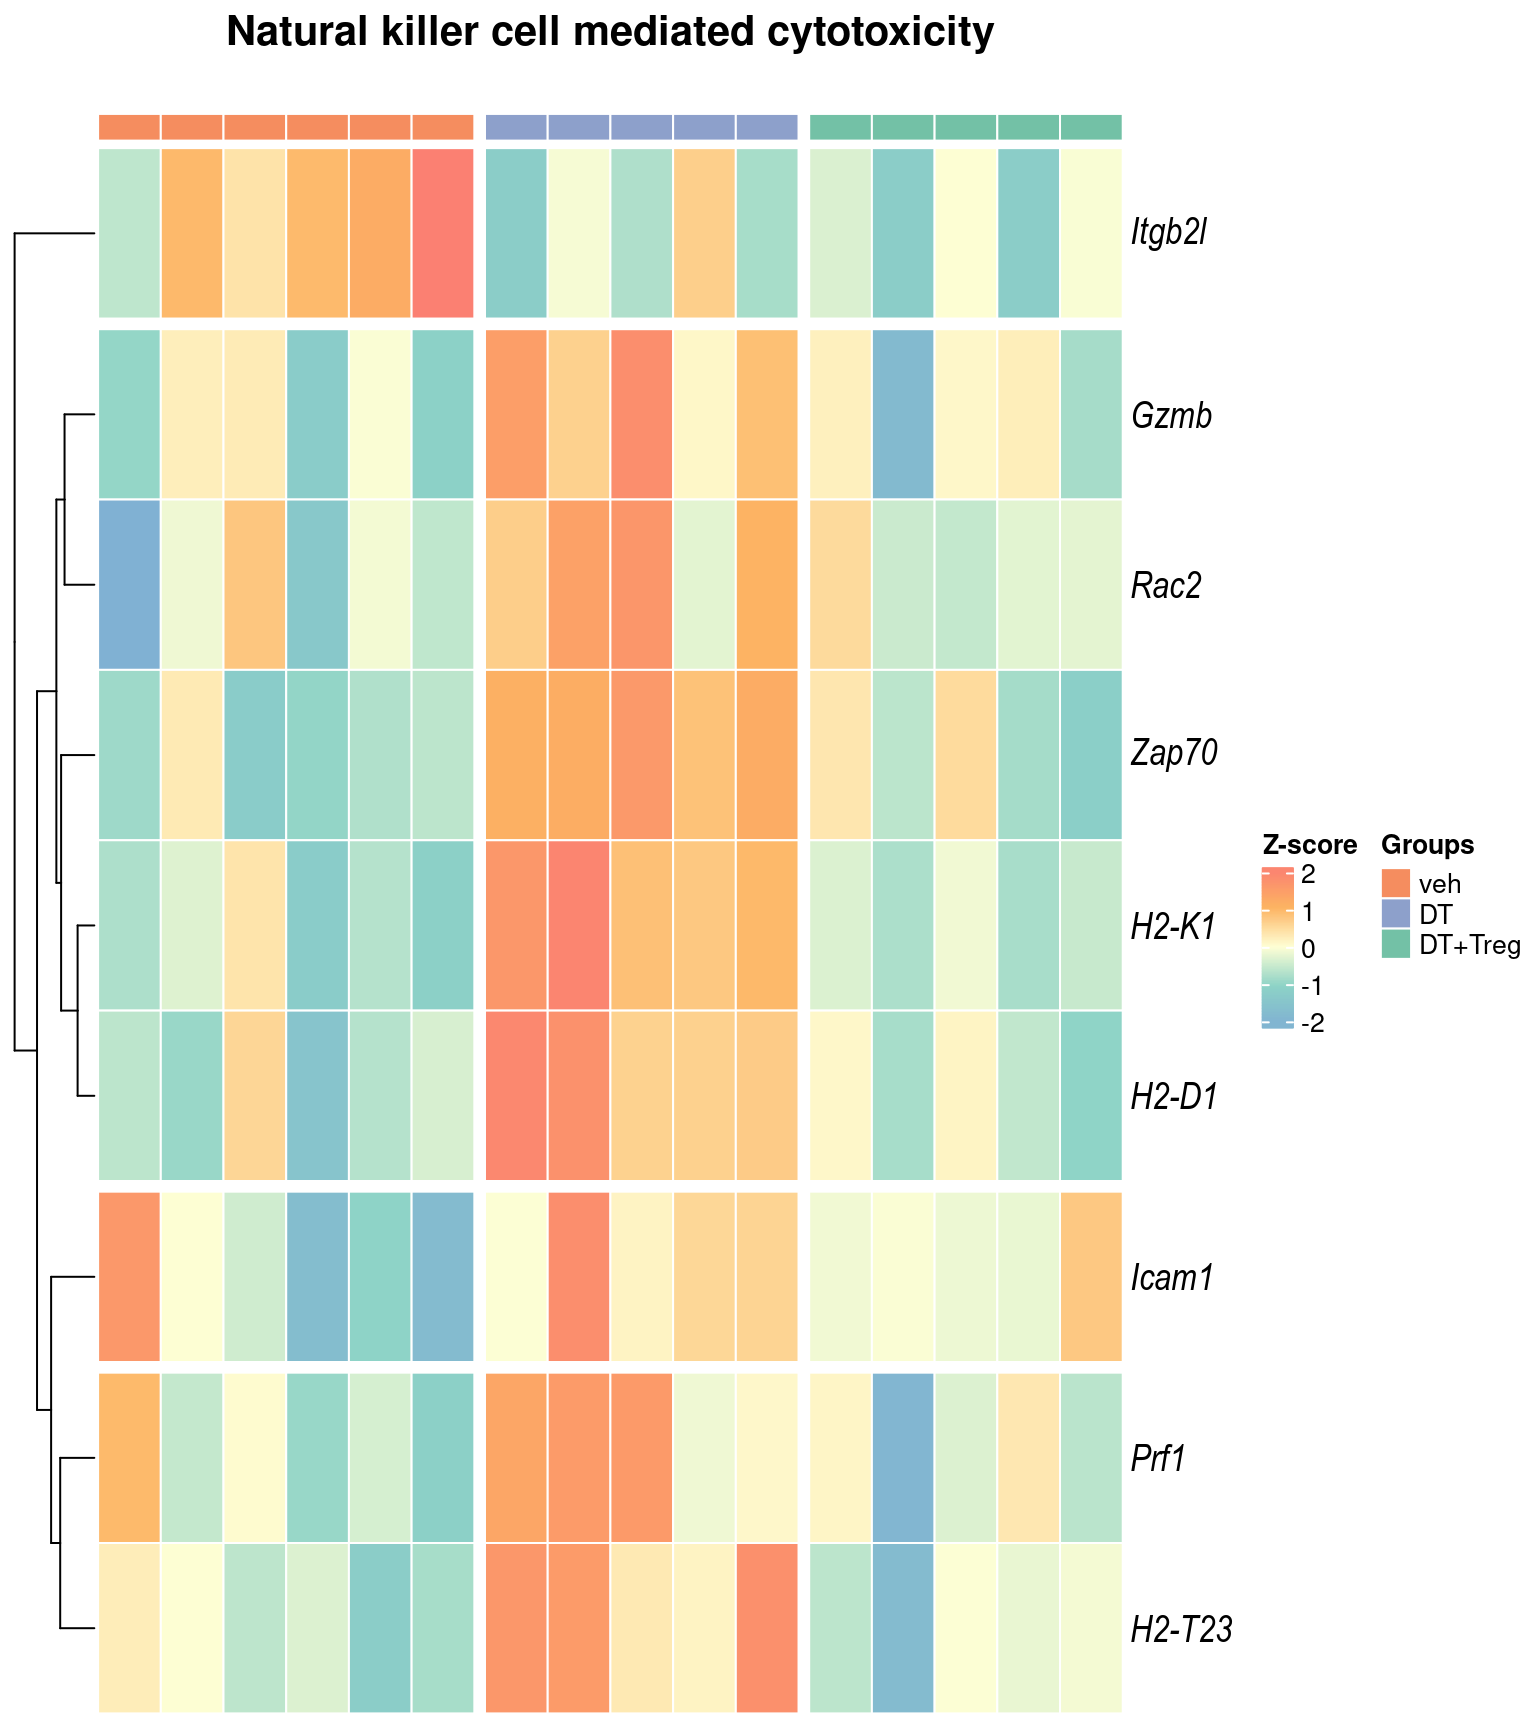 Natural killer cell mediated cytotoxicity
Itgb2l
Gzmb
Rac2
Zap70
H2-K1
H2-D1
Icam1
Prf1
H2-T23
Z-score
2
1
0
-1
-2
Groups
veh
DT
DT+Treg